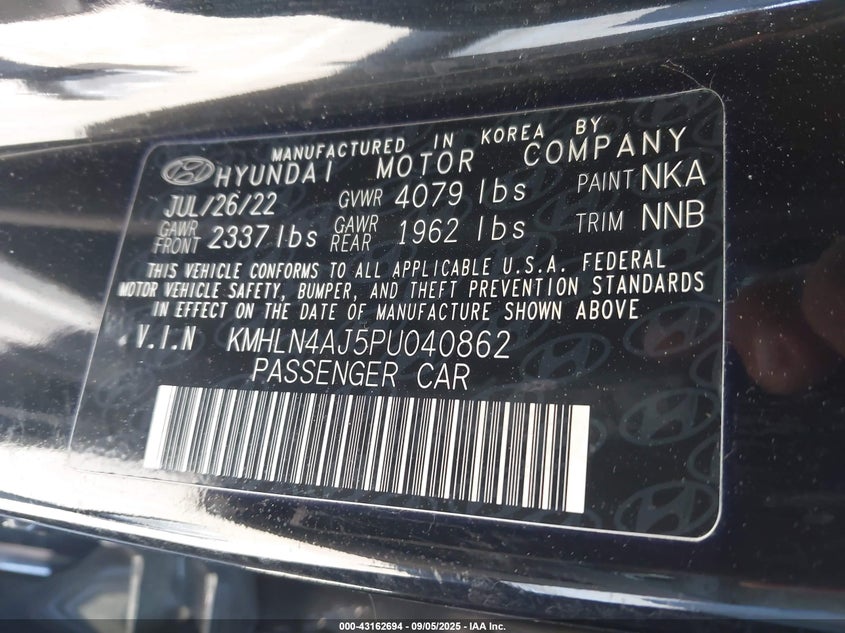 MANUFACTURED IN KOREA BY
HYUNDAI MOTOR COMPANY
JUL/26/22 GVWR 4079 lbs PAINT NKA
GAWR FRONT 2337 lbs GAWR REAR 1962 lbs TRIM NNB
THIS VEHICLE CONFORMS TO ALL APPLICABLE U.S.A. FEDERAL
MOTOR VEHICLE SAFETY, BUMPER, AND THEFT PREVENTION STANDARDS
IN EFFECT ON THE DATE OF MANUFACTURE SHOWN ABOVE
.V.I.N KMHLN4AJ5PU040862
PASSENGER CAR
000-43162694 - 09/05/2025 - IAA Inc.